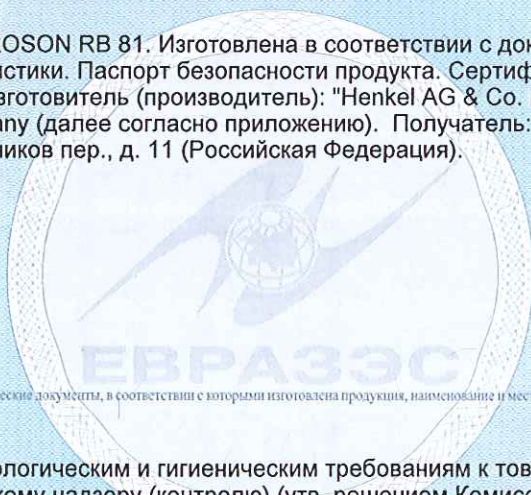 OSON RB 81. Изготовлена в соответствии с док
истики. Паспорт безопасности продукта. Сертиф
зготовитель (производитель): "Henkel AG & Co.
any (далее согласно приложению). Получатель:
ников пер., д. 11 (Российская Федерация).
ЕВРАЗЭС
еские документы, в соответствии с которыми изготовлена продукция, наименование и мес
ологическим и гигиеническим требованиям к тов
кому надзору (контролю) (утв. решением Комис